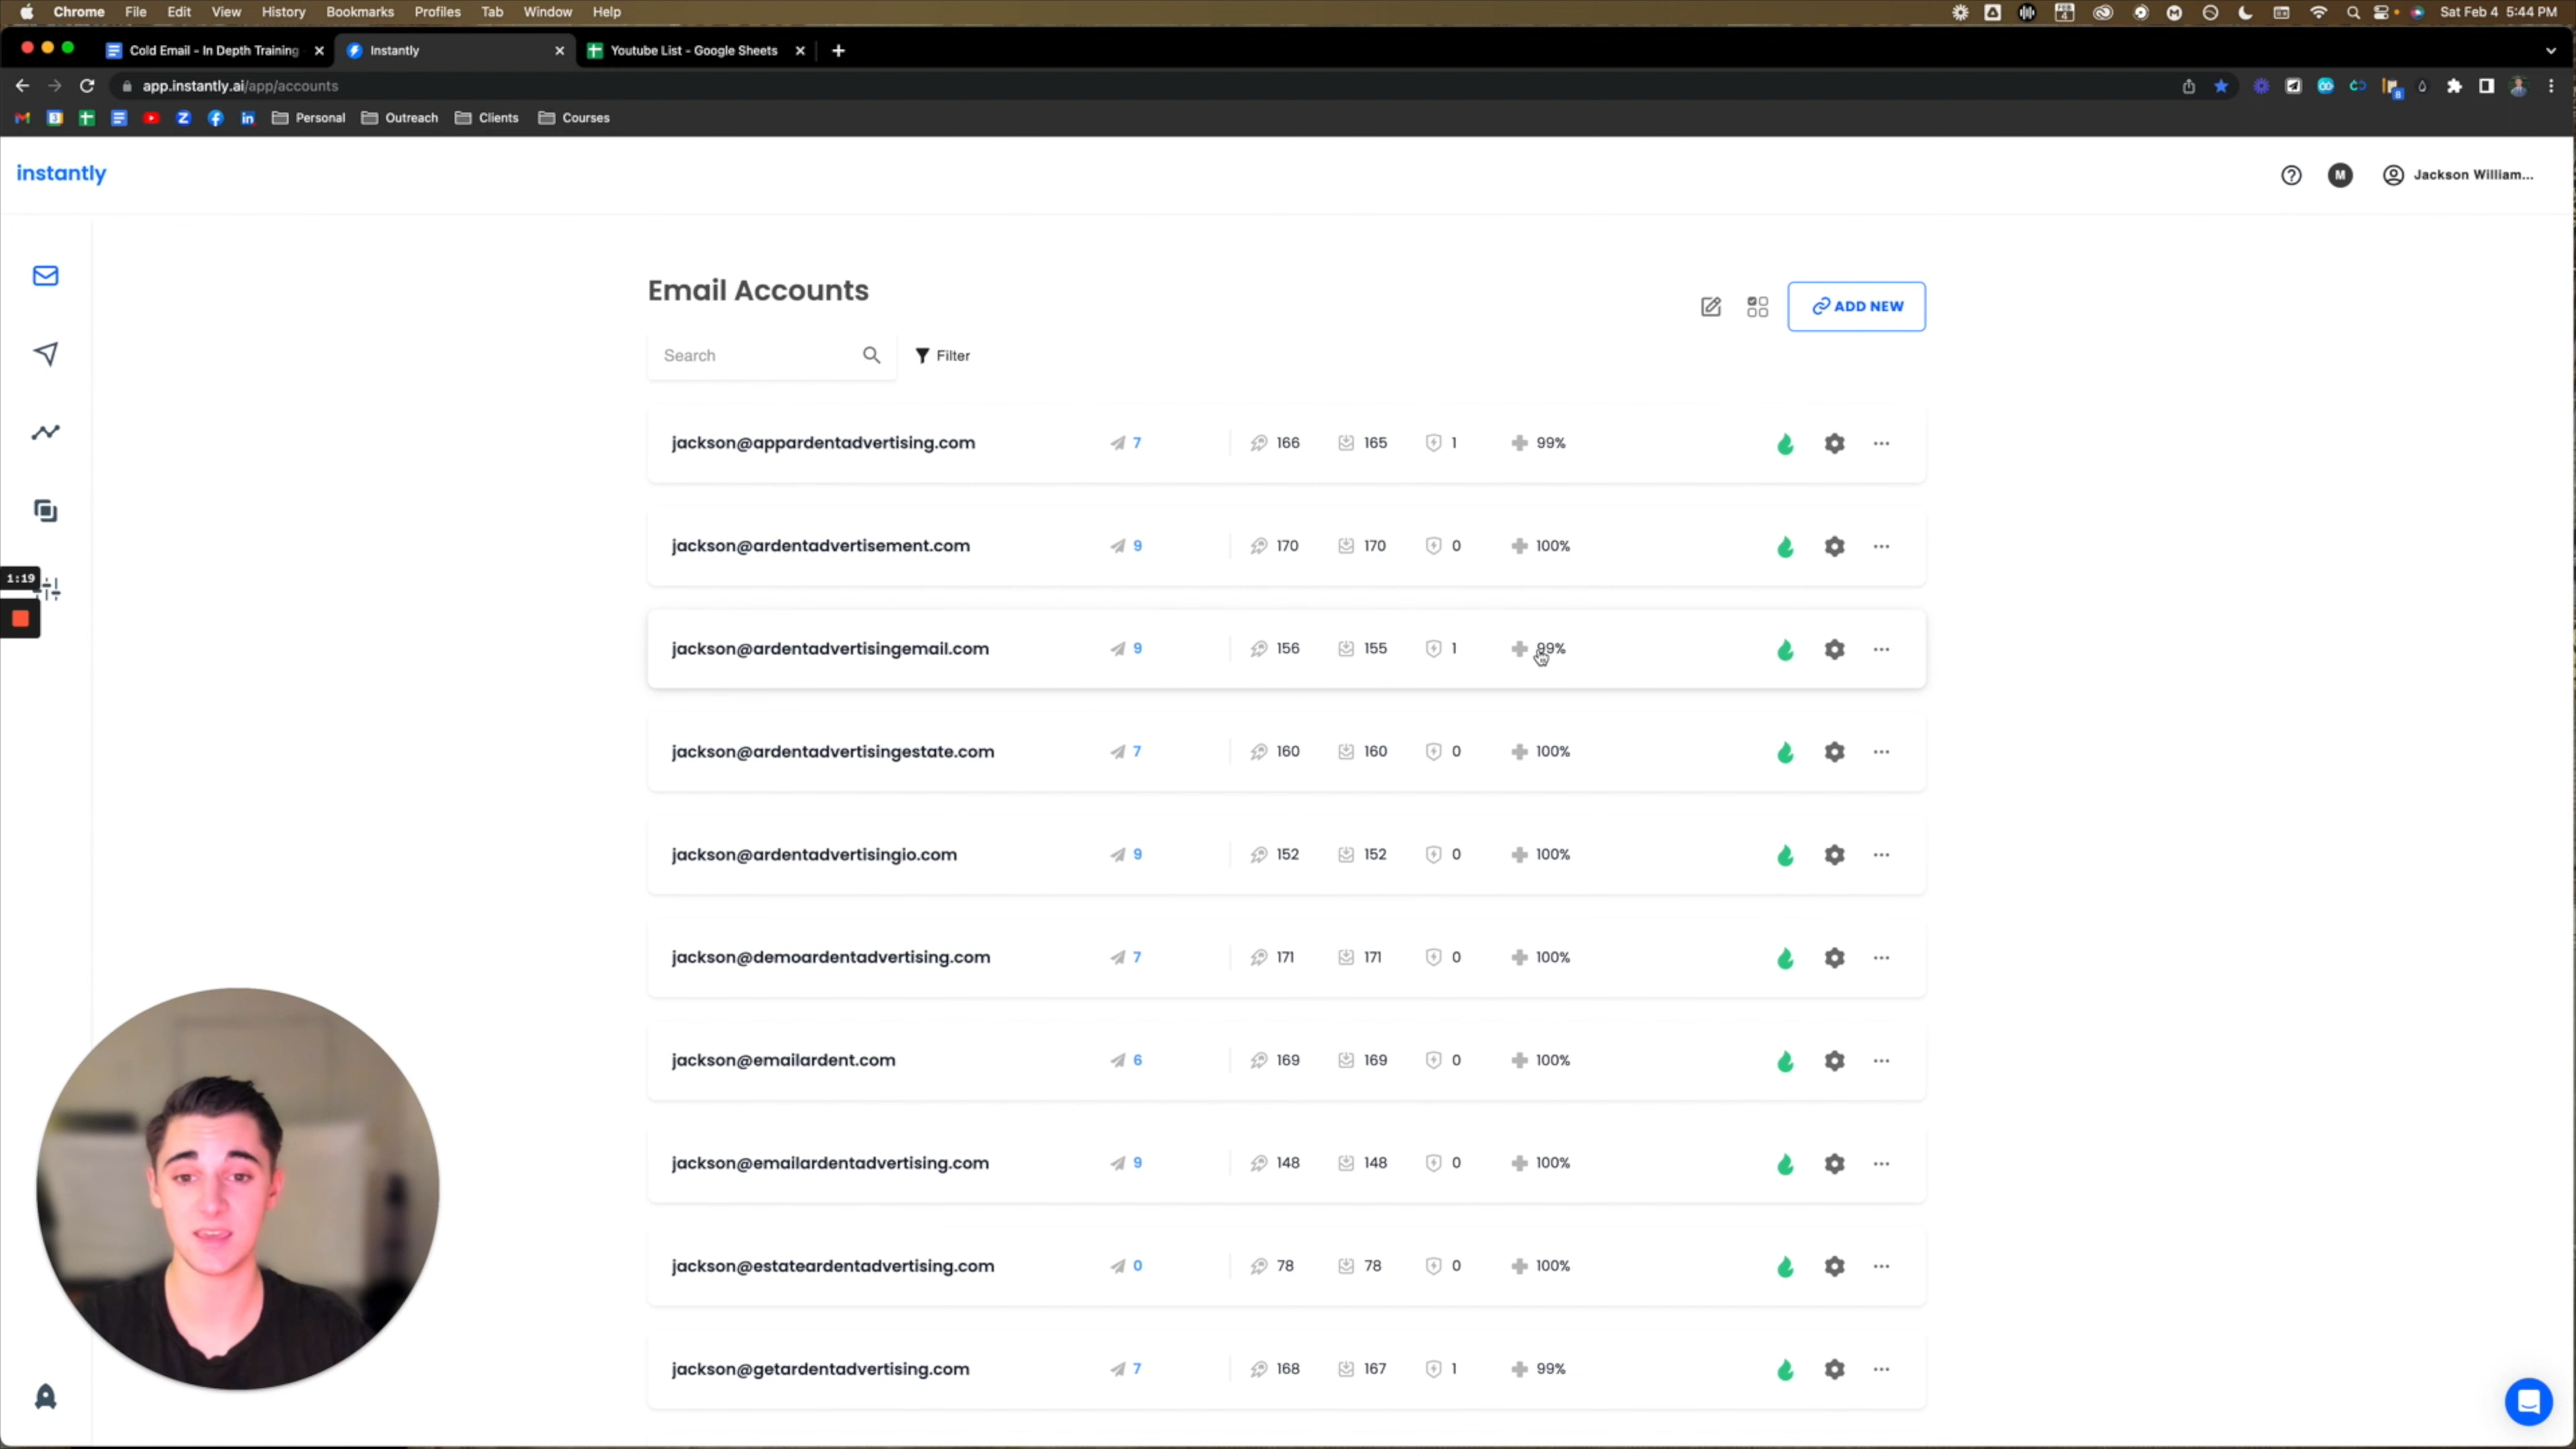 Chrome File Edit View History Bookmarks Profiles Tab Window Help FEB 4 Sat Feb 4 5:44 PM
Cold Email - In Depth Training Instantly Youtube List - Google Sheets
app.instantly.ai/app/accounts
Personal Outreach Clients Courses
instantly M Jackson William...
Email Accounts
ADD NEW
Search Filter
jackson@appardentadvertising.com 7 166 165 1 99%
jackson@ardentadvertisement.com 9 170 170 0 100%
1:19
jackson@ardentadvertisingemail.com 9 156 155 1 99%
jackson@ardentadvertisingestate.com 7 160 160 0 100%
jackson@ardentadvertisingio.com 9 152 152 0 100%
jackson@demoardentadvertising.com 7 171 171 0 100%
jackson@emailardent.com 6 169 169 0 100%
jackson@emailardentadvertising.com 9 148 148 0 100%
jackson@estateardentadvertising.com 0 78 78 0 100%
jackson@getardentadvertising.com 7 168 167 1 99%